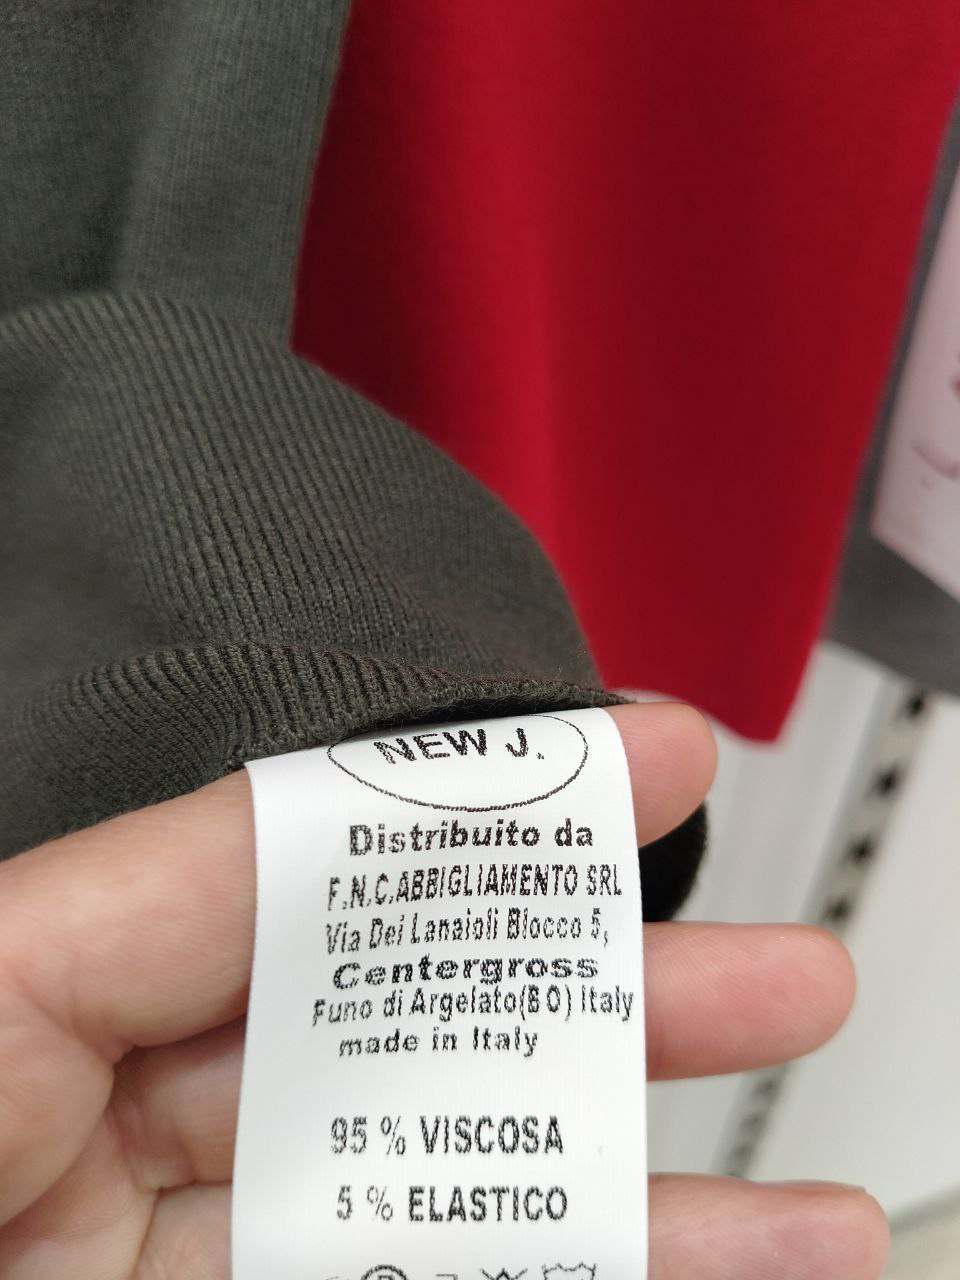 NEW J.
Distribuito da
F.N.C.ABBIGLIAMENTO SRL
Via Dei Lanaioli Blocco 5,
Centergross
Funo di Argelato(BO) Italy
made in Italy
95 % VISCOSA
5 % ELASTICO